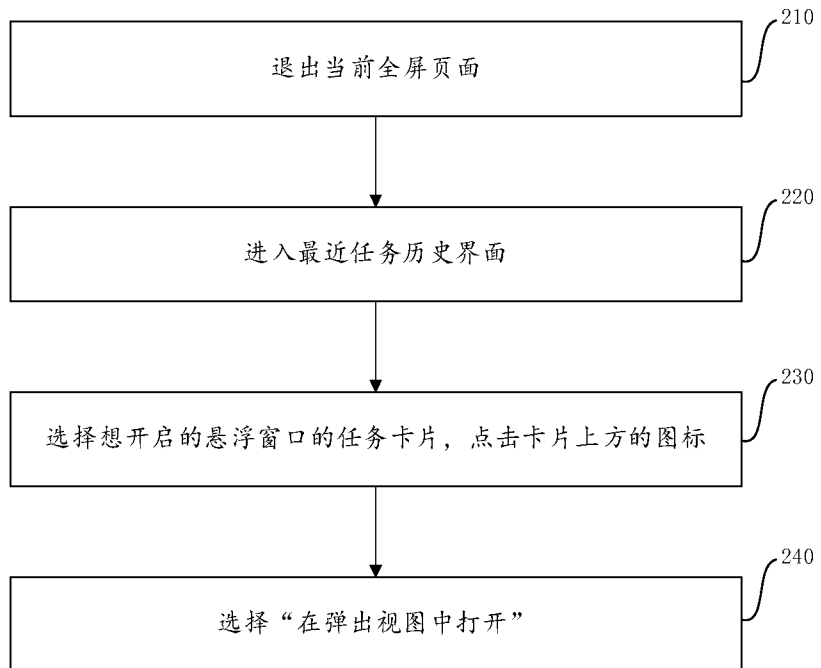 210
退出当前全屏页面
220
进入最近任务历史界面
230
选择想开启的悬浮窗口的任务卡片，点击卡片上方的图标
240
选择“在弹出视图中打开”